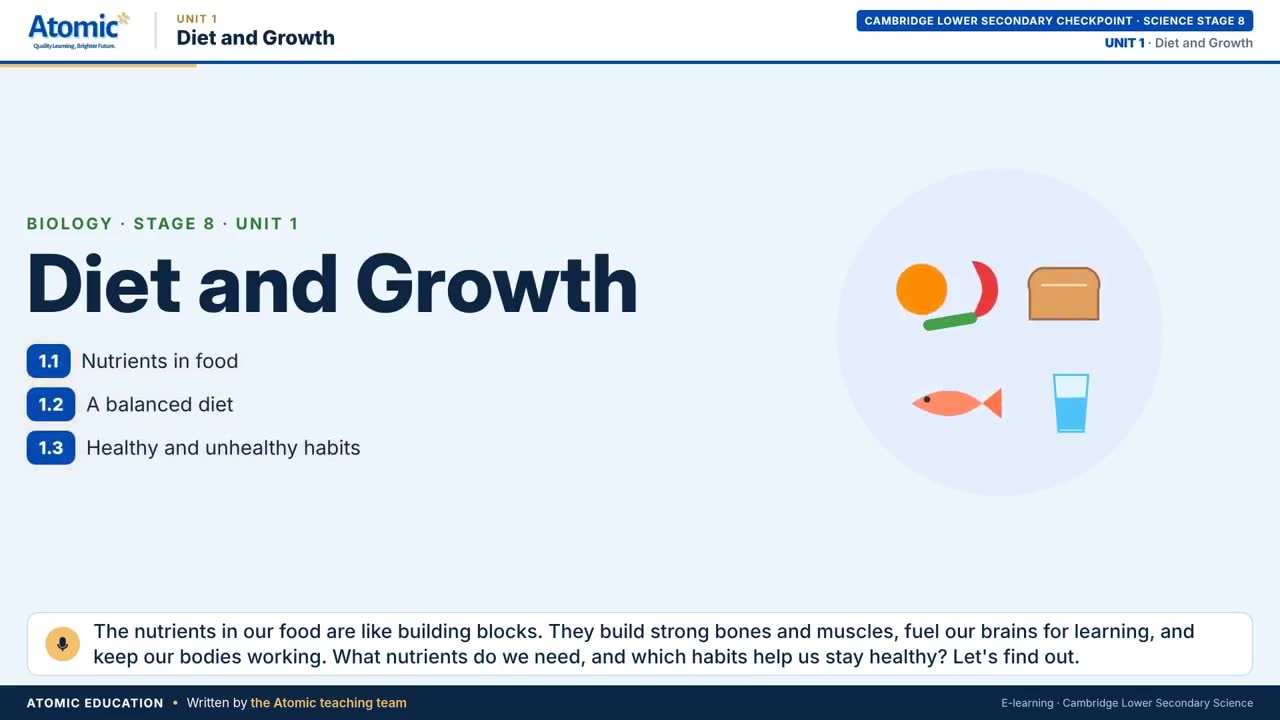 Atomic
Quality Learning, Brighter Future.
UNIT 1
Diet and Growth
CAMBRIDGE LOWER SECONDARY CHECKPOINT · SCIENCE STAGE 8
UNIT 1 · Diet and Growth
BIOLOGY · STAGE 8 · UNIT 1
Diet and Growth
1.1 Nutrients in food
1.2 A balanced diet
1.3 Healthy and unhealthy habits
The nutrients in our food are like building blocks. They build strong bones and muscles, fuel our brains for learning, and
keep our bodies working. What nutrients do we need, and which habits help us stay healthy? Let's find out.
ATOMIC EDUCATION • Written by the Atomic teaching team
E-learning · Cambridge Lower Secondary Science